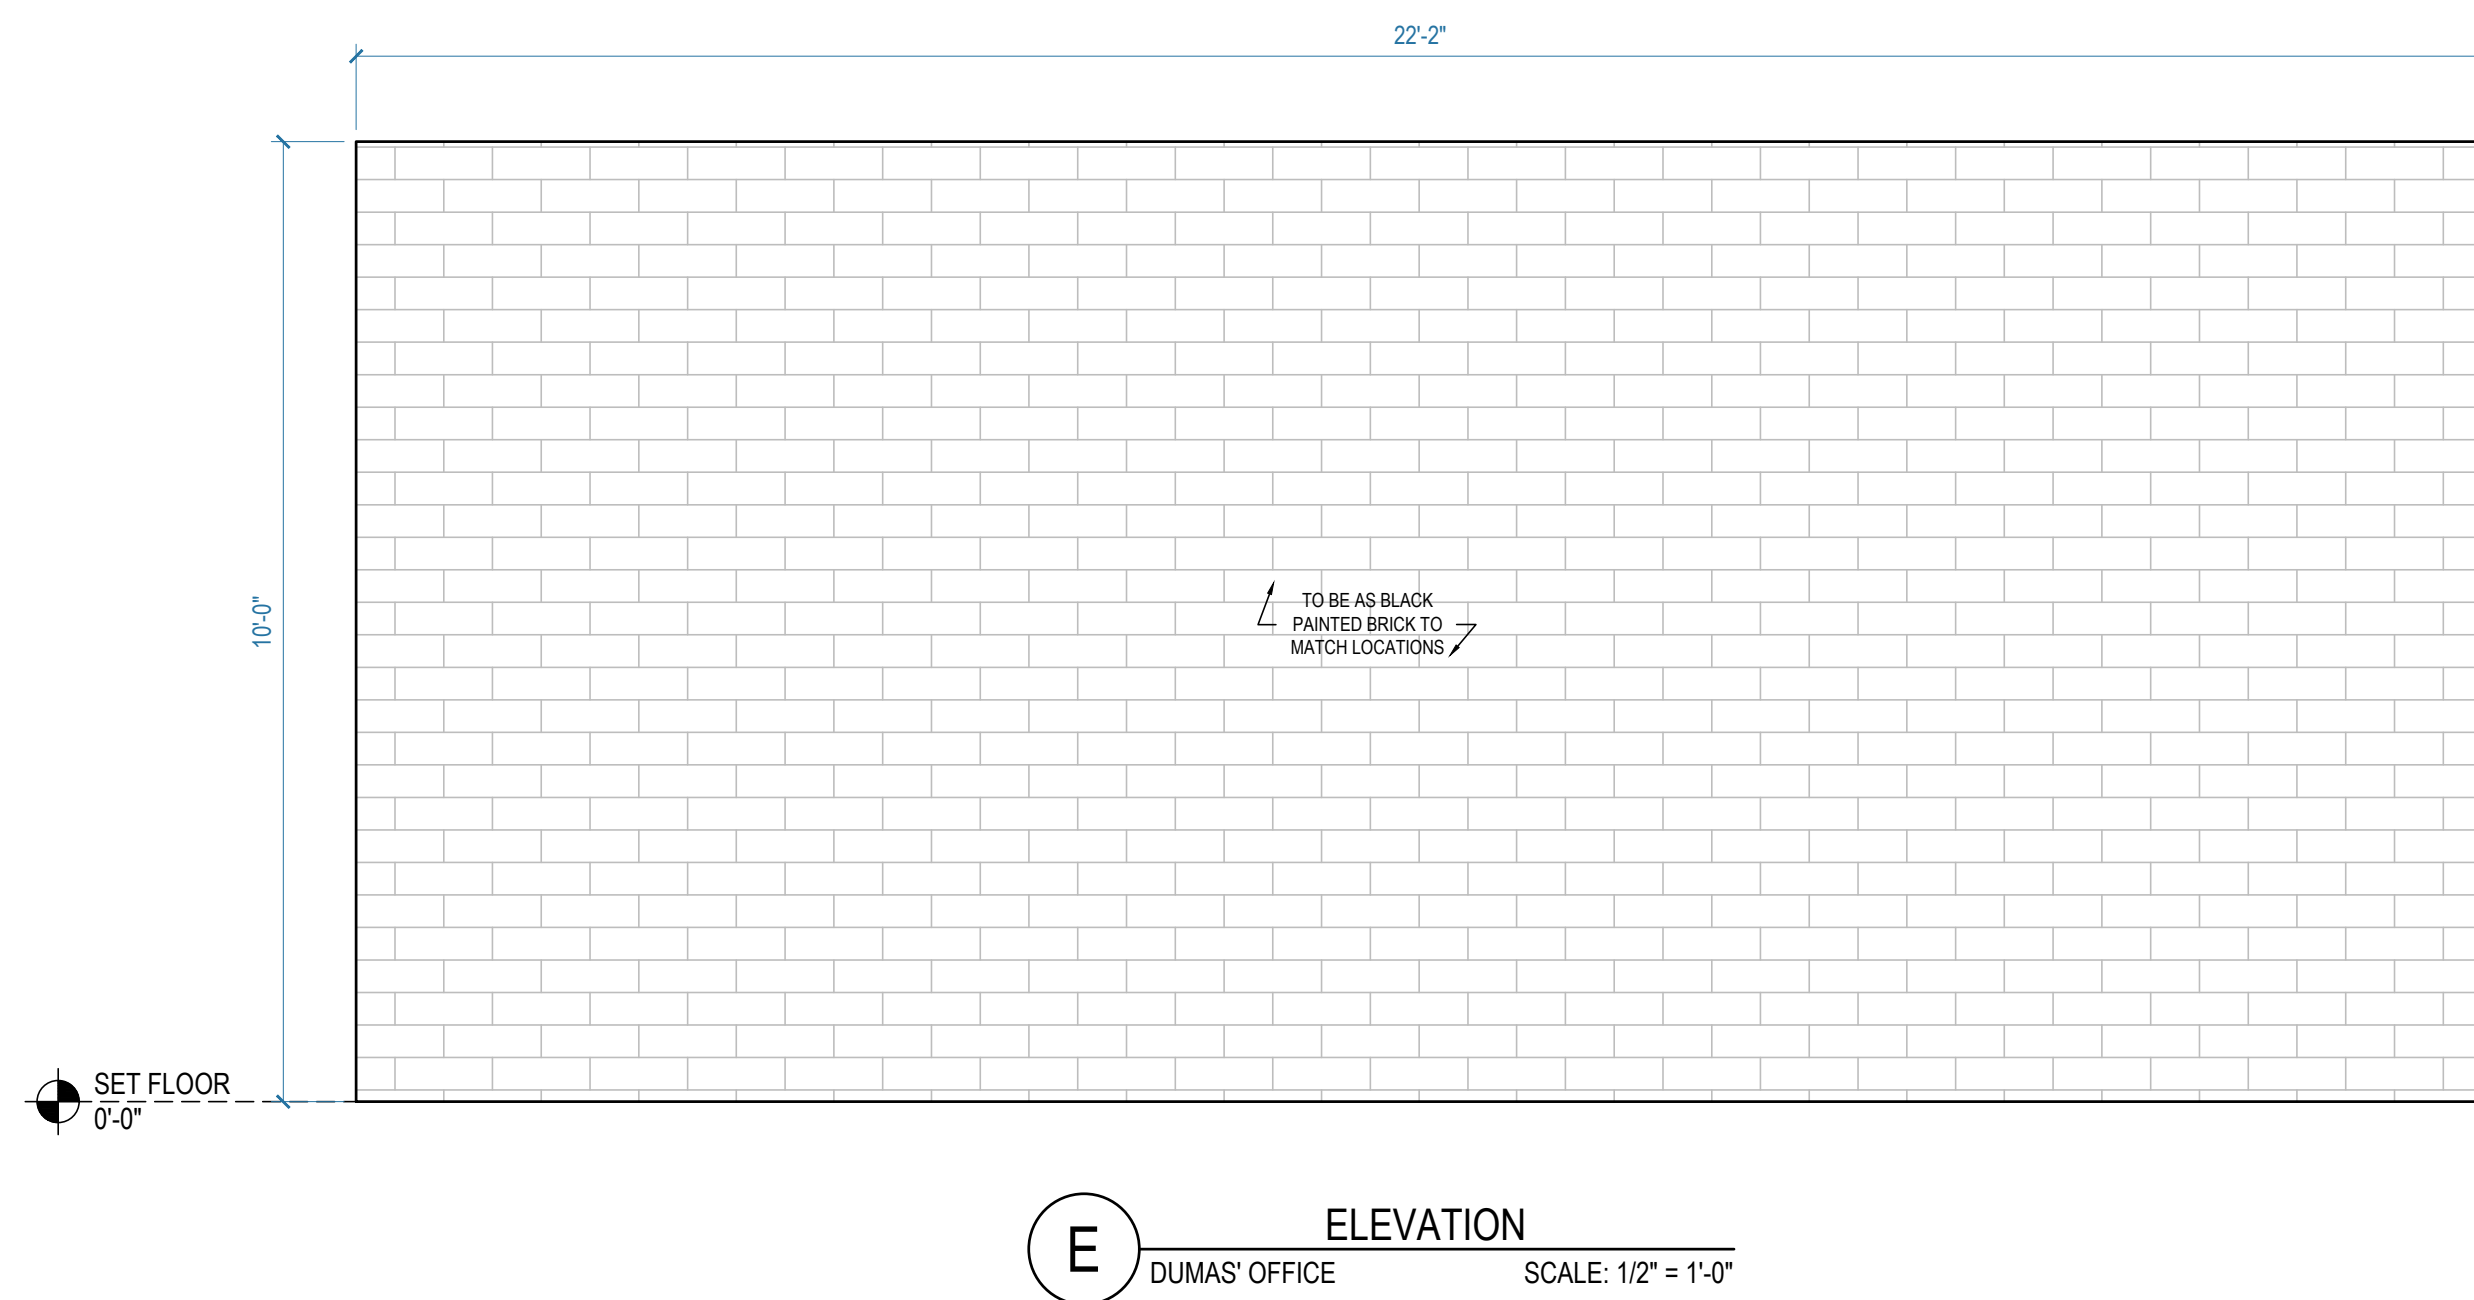 22'-2"
10'-0"
TO BE AS BLACK
PAINTED BRICK TO
MATCH LOCATIONS
SET FLOOR
0'-0"
E
ELEVATION
DUMAS' OFFICE
SCALE: 1/2" = 1'-0"